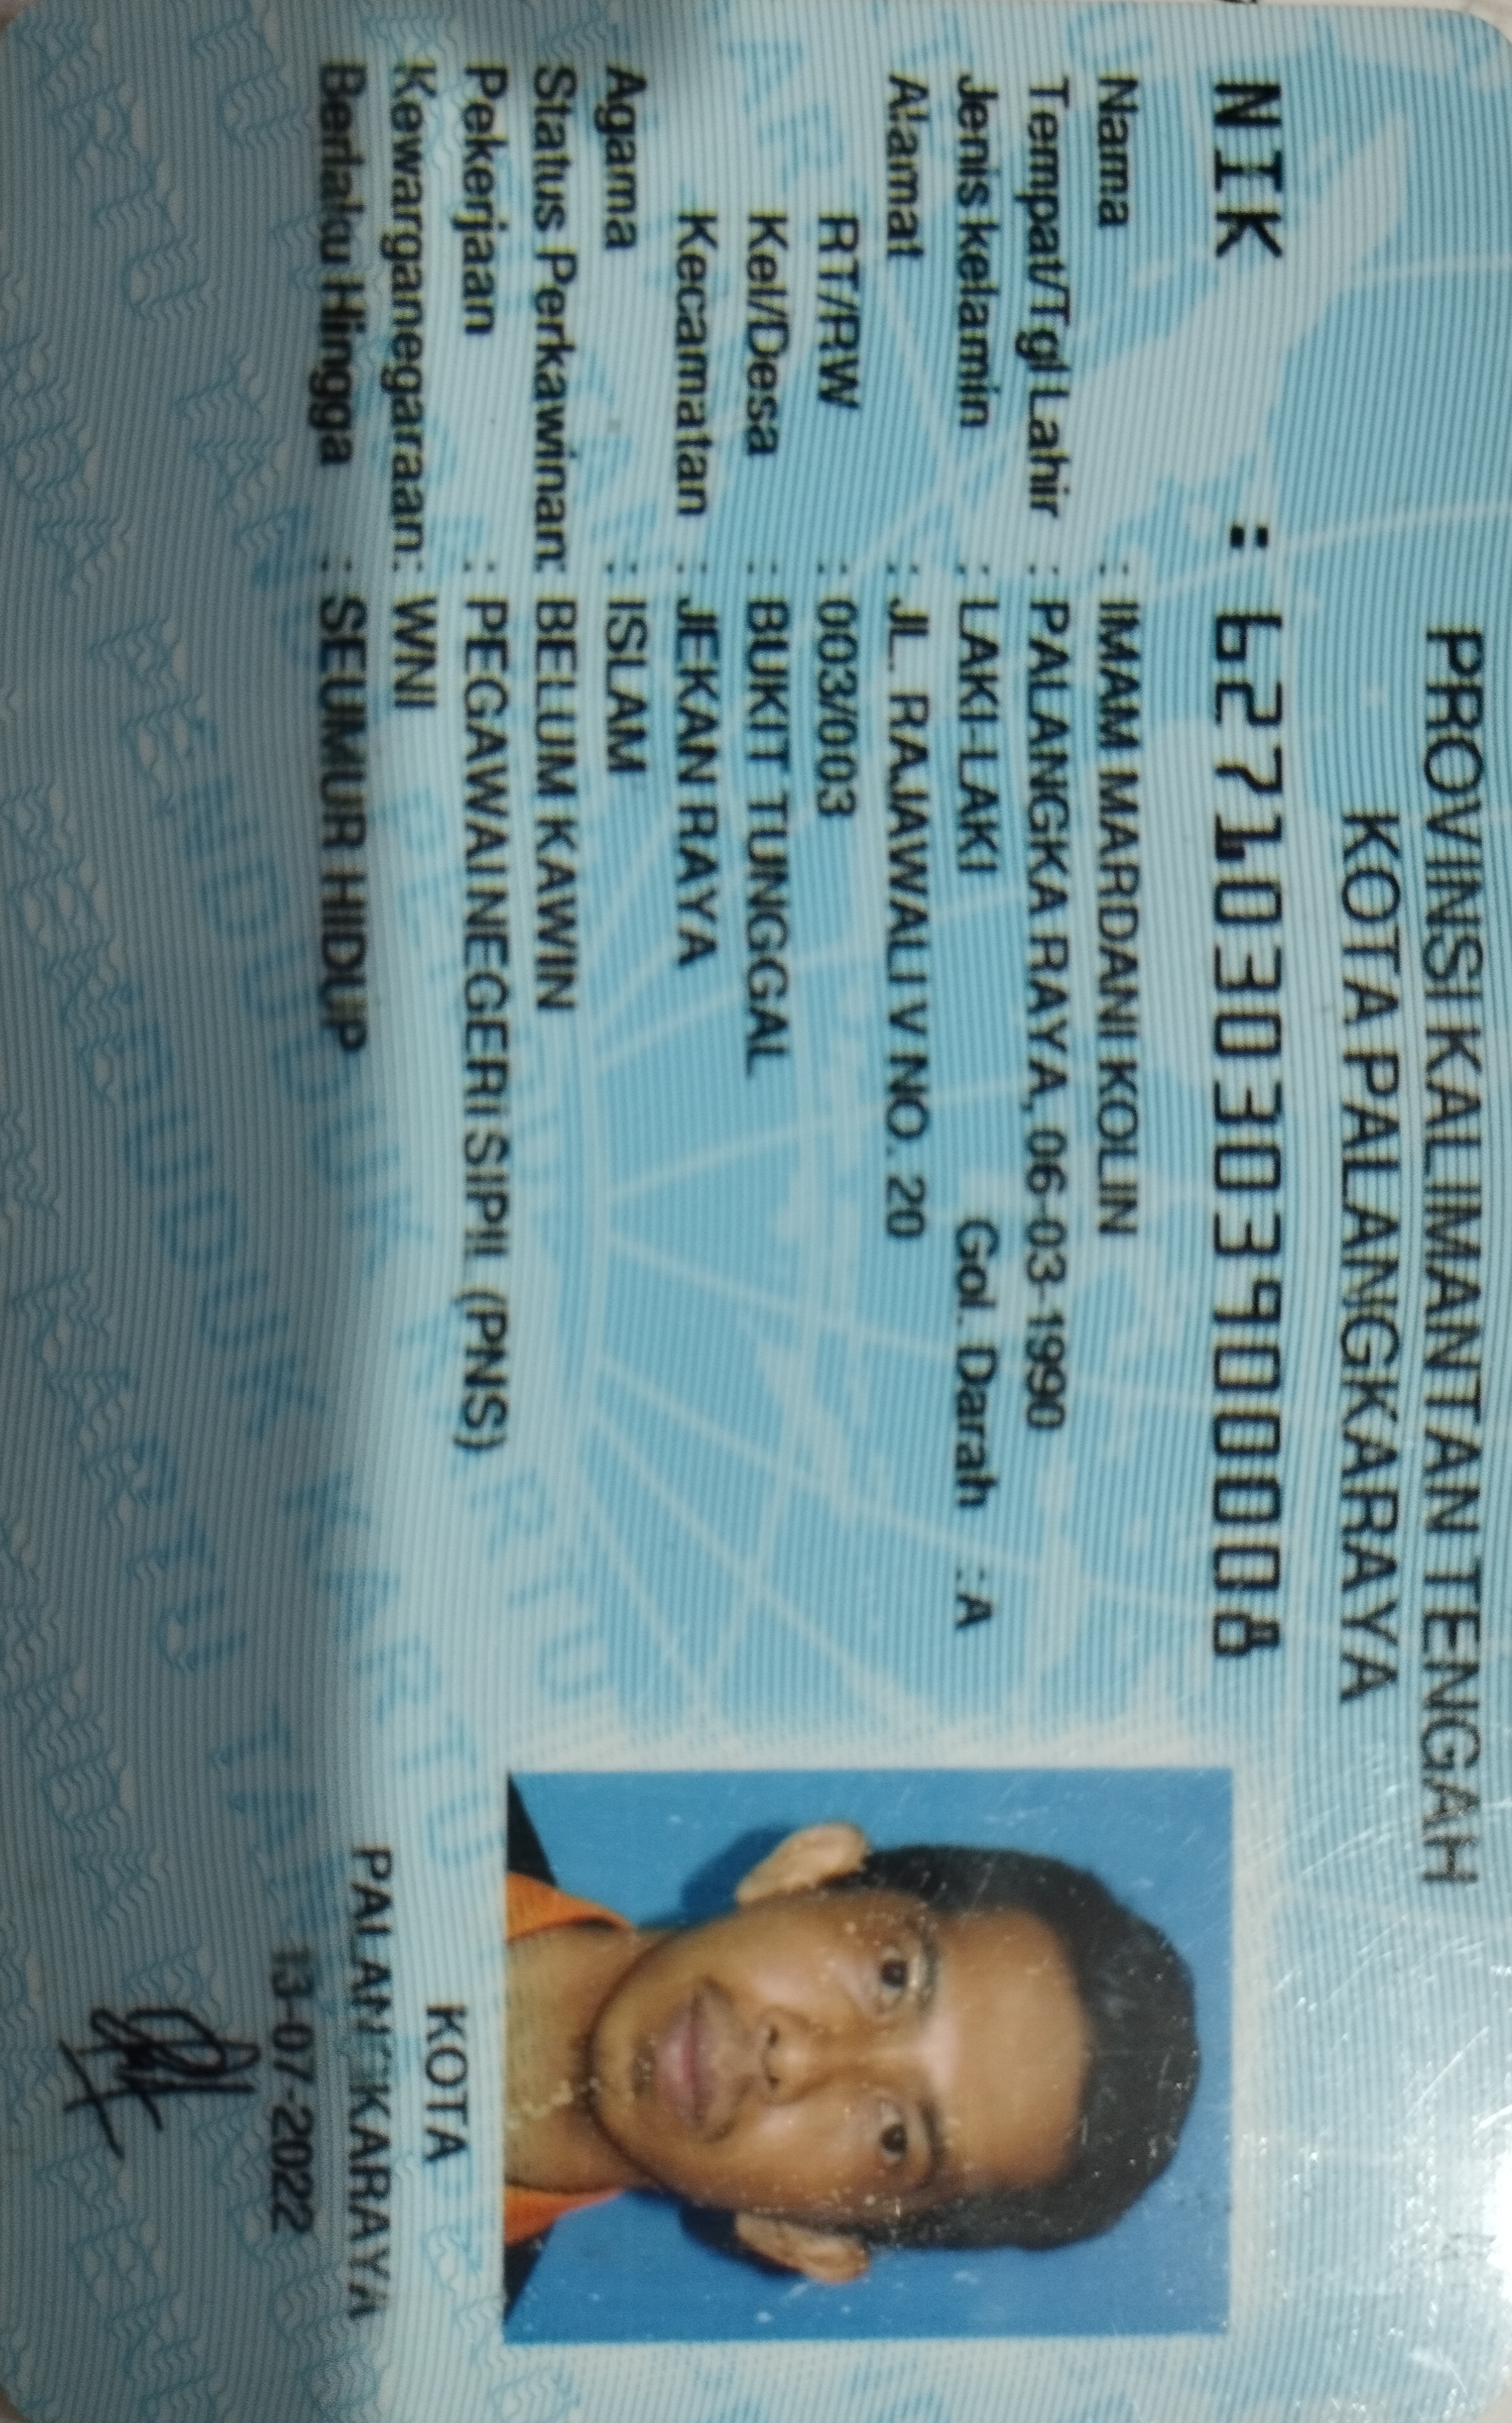 PROVINSI KALIMANTAN TENGAH
KOTA PALANGKARAYA
NIK : 6271030303900008
Nama : IMAM MARDANI KOLIN
Tempat/Tgl Lahir : PALANGKA RAYA, 06-03-1990
Jenis kelamin : LAKI-LAKI Gol. Darah : A
Alamat : JL. RAJAWALI V NO. 20
RT/RW : 003/003
Kel/Desa : BUKIT TUNGGAL
Kecamatan : JEKAN RAYA
Agama : ISLAM
Status Perkawinan: BELUM KAWIN
Pekerjaan : PEGAWAI NEGERI SIPIL (PNS)
Kewarganegaraan: WNI
Berlaku Hingga : SEUMUR HIDUP
KOTA
PALANGKARAYA
13-07-2022